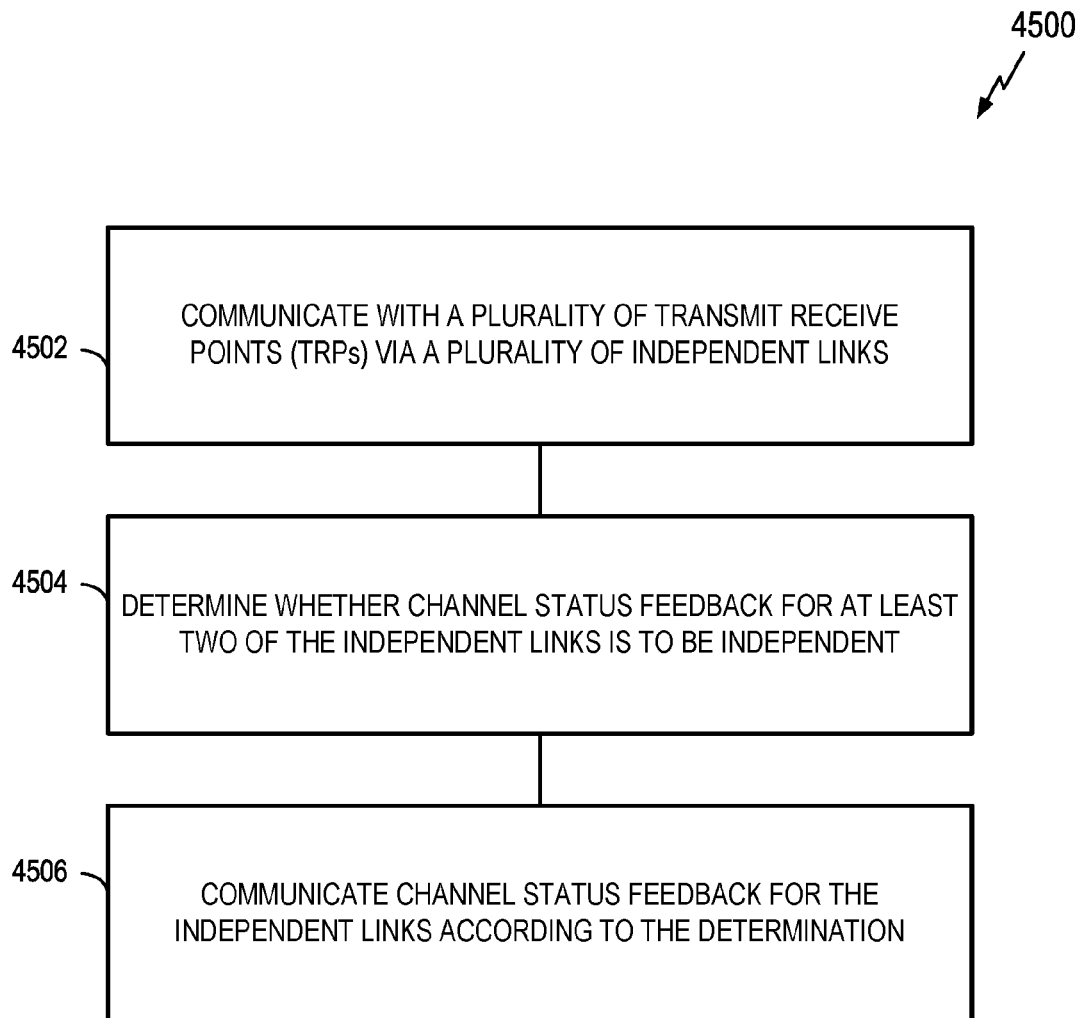 4500
4502
COMMUNICATE WITH A PLURALITY OF TRANSMIT RECEIVE
POINTS (TRPs) VIA A PLURALITY OF INDEPENDENT LINKS
4504
DETERMINE WHETHER CHANNEL STATUS FEEDBACK FOR AT LEAST
TWO OF THE INDEPENDENT LINKS IS TO BE INDEPENDENT
4506
COMMUNICATE CHANNEL STATUS FEEDBACK FOR THE
INDEPENDENT LINKS ACCORDING TO THE DETERMINATION